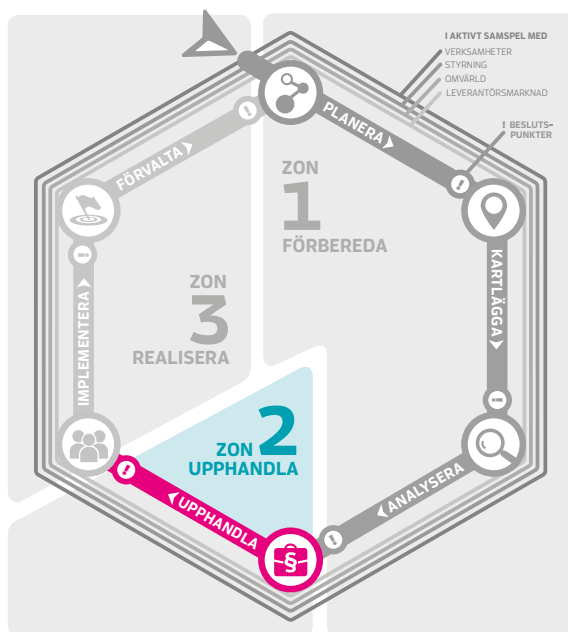 I AKTIVT SAMSPEL MED
VERKSAMHETER
STYRNING
OMVÄRLD
LEVERANTÖRSMARKNAD
! BESLUTS-
PUNKTER
PLANERA
FÖRVALTA
ZON
1
FÖRBEREDA
KARTLÄGGA
ZON
3
REALISERA
IMPLEMENTERA
ZON 2
UPPHANDLA
ANALYSERA
UPPHANDLA
§